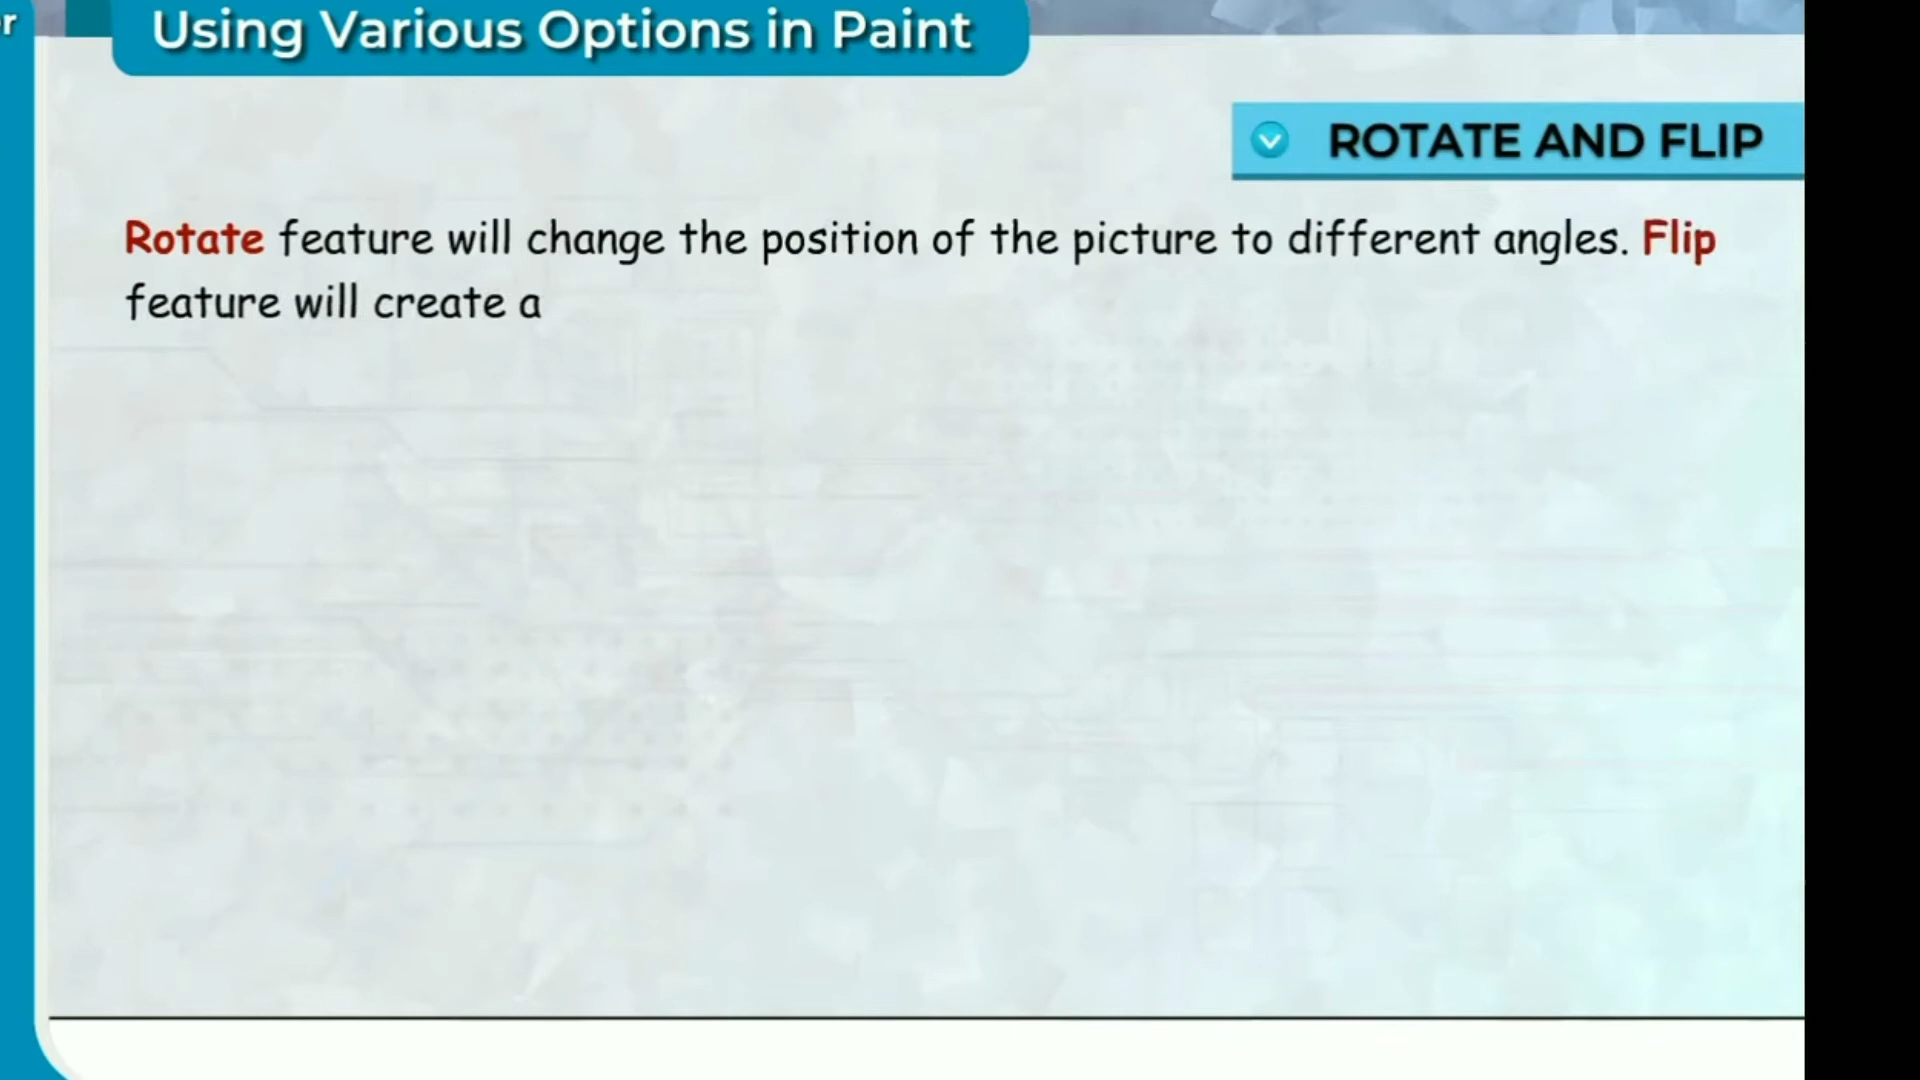 r
Using Various Options in Paint
ROTATE AND FLIP
Rotate feature will change the position of the picture to different angles. Flip
feature will create a